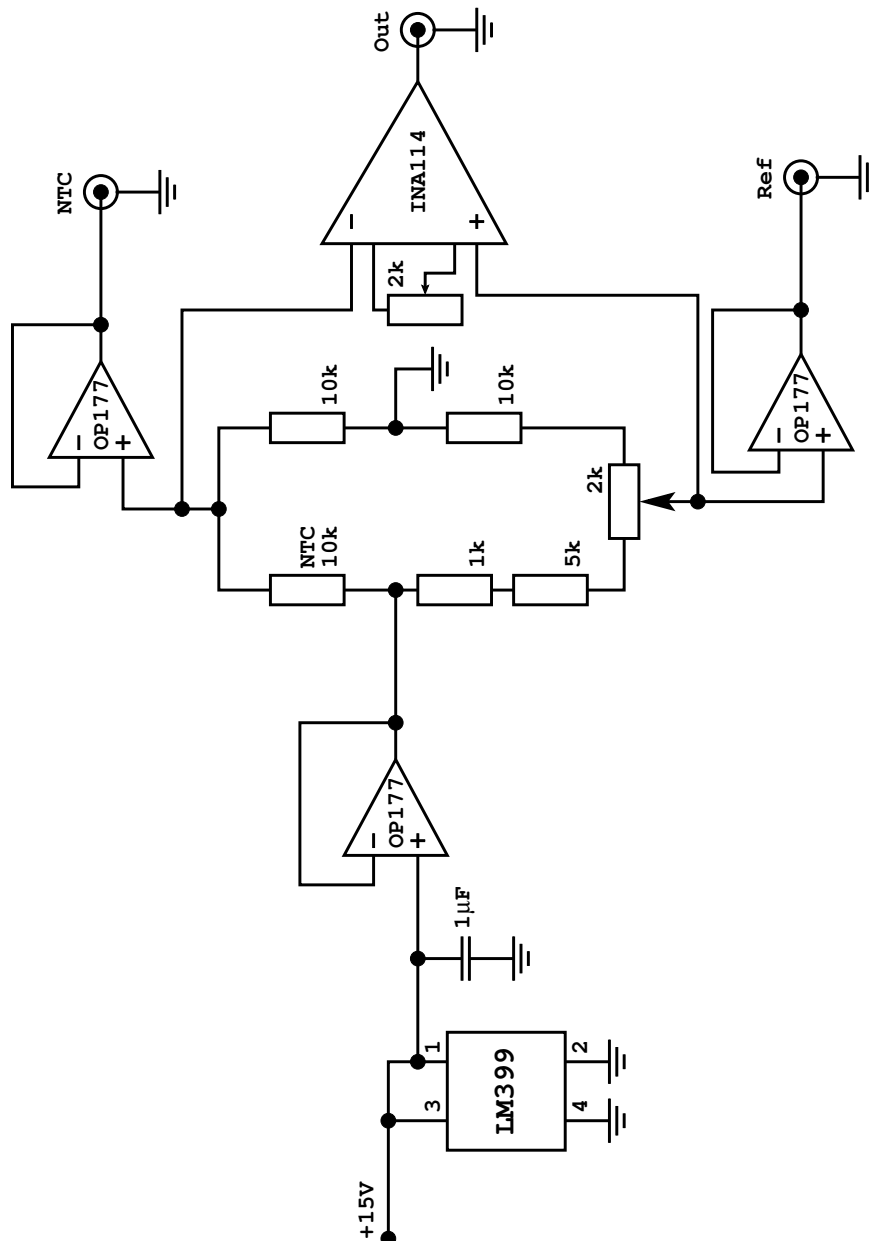 NTC
-
OP177
+
NTC
10k
10k
+15V
Out
-
OP177
+
2k
-
INA114
+
3
1
1µF
1k
10k
LM399
5k
4
2
2k
Ref
-
OP177
+